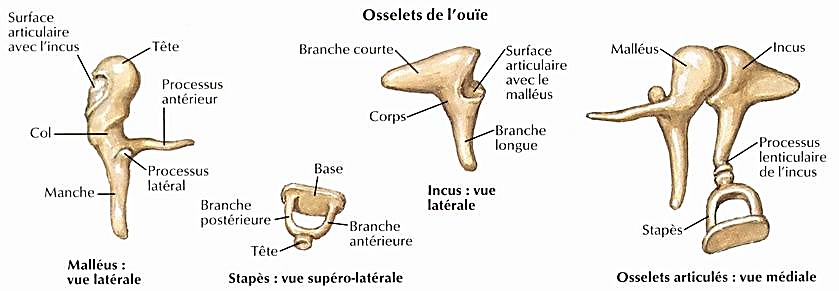 Osselets de l'ouïe
Surface
articulaire
avec l'incus
Tête
Processus
antérieur
Col
Processus
latéral
Manche
Malléus :
vue latérale
Base
Branche
postérieure
Branche
antérieure
Tête
Stapès : vue supéro-latérale
Branche courte
Surface
articulaire
avec le
malléus
Corps
Branche
longue
Incus : vue
latérale
Malléus
Incus
Processus
lenticulaire
de l'incus
Stapès
Osselets articulés : vue médiale